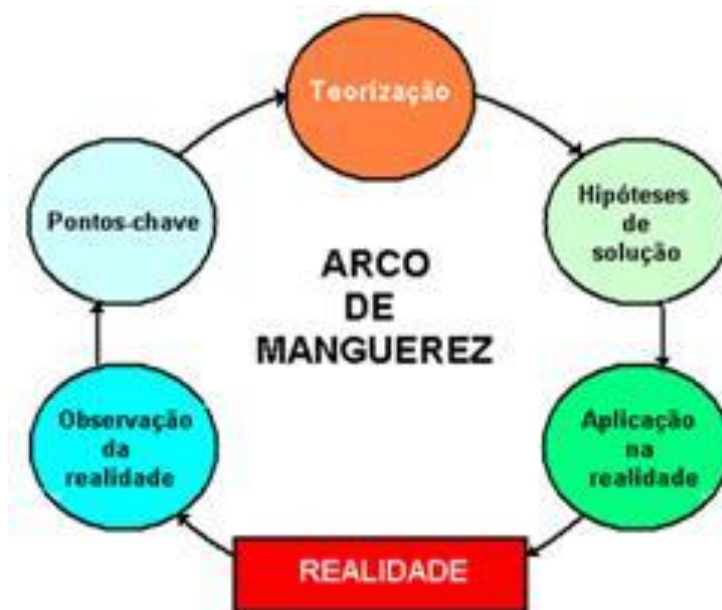 Teorização
Pontos-chave
Hipóteses
de
solução
ARCO
DE
MANGUEREZ
Observação
da
realidade
Aplicação
na
realidade
REALIDADE